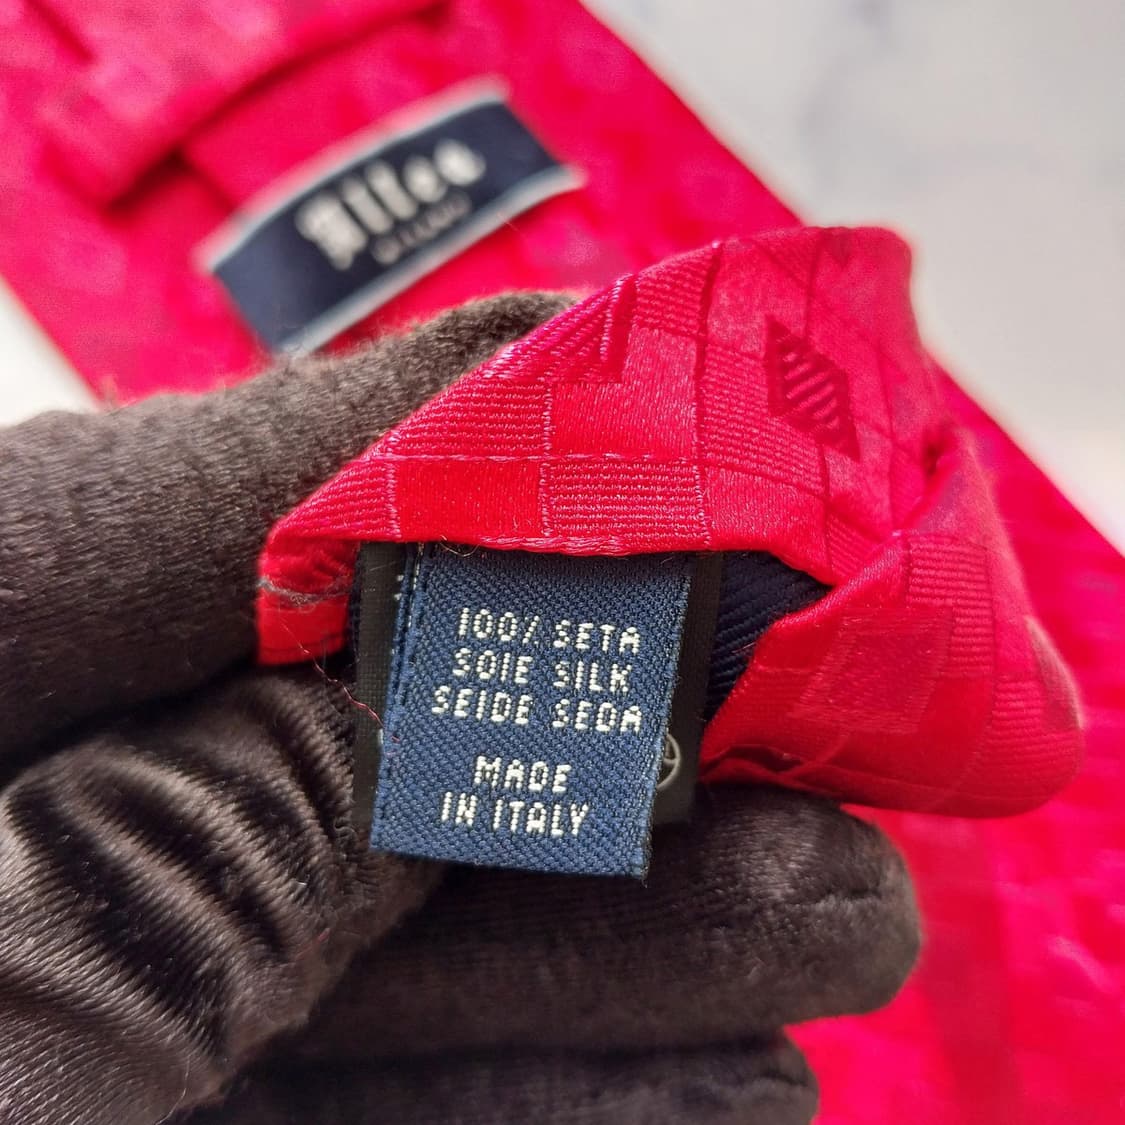 100% SETA
SOIE SILK
SEIDE SEDA
MADE
IN ITALY